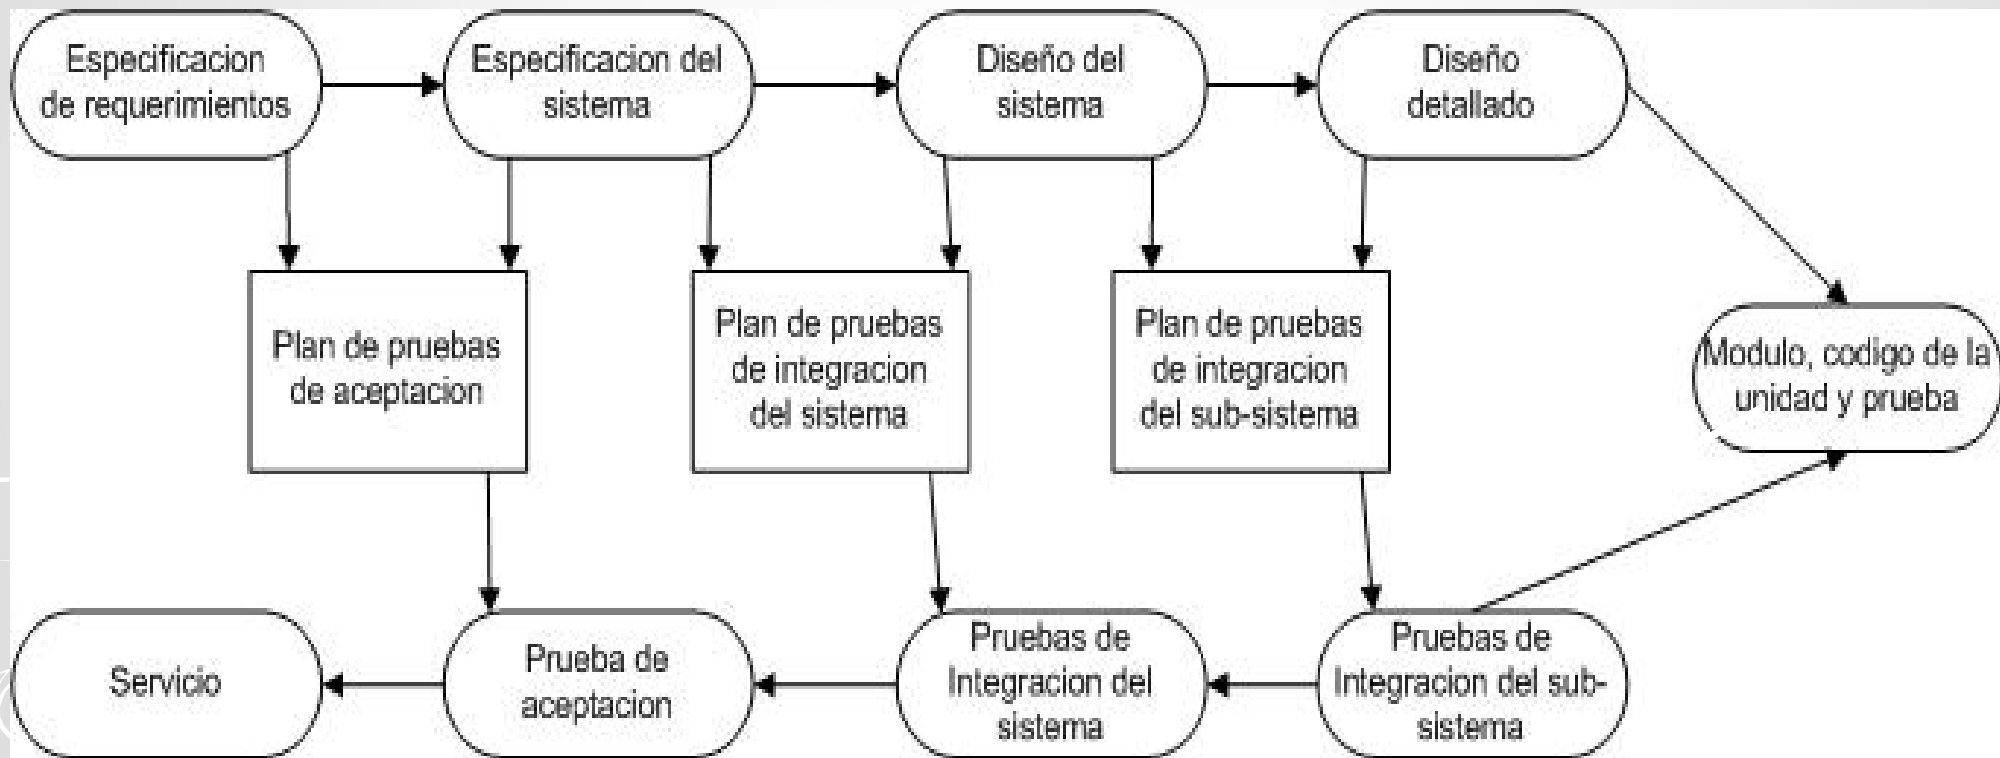 Especificacion
de requerimientos
Especificacion del
sistema
Diseño del
sistema
Diseño
detallado
Plan de pruebas
de aceptacion
Plan de pruebas
de integracion
del sistema
Plan de pruebas
de integracion
del sub-sistema
Modulo, codigo de la
unidad y prueba
Servicio
Prueba de
aceptacion
Pruebas de
Integracion del
sistema
Pruebas de
Integracion del sub-
sistema